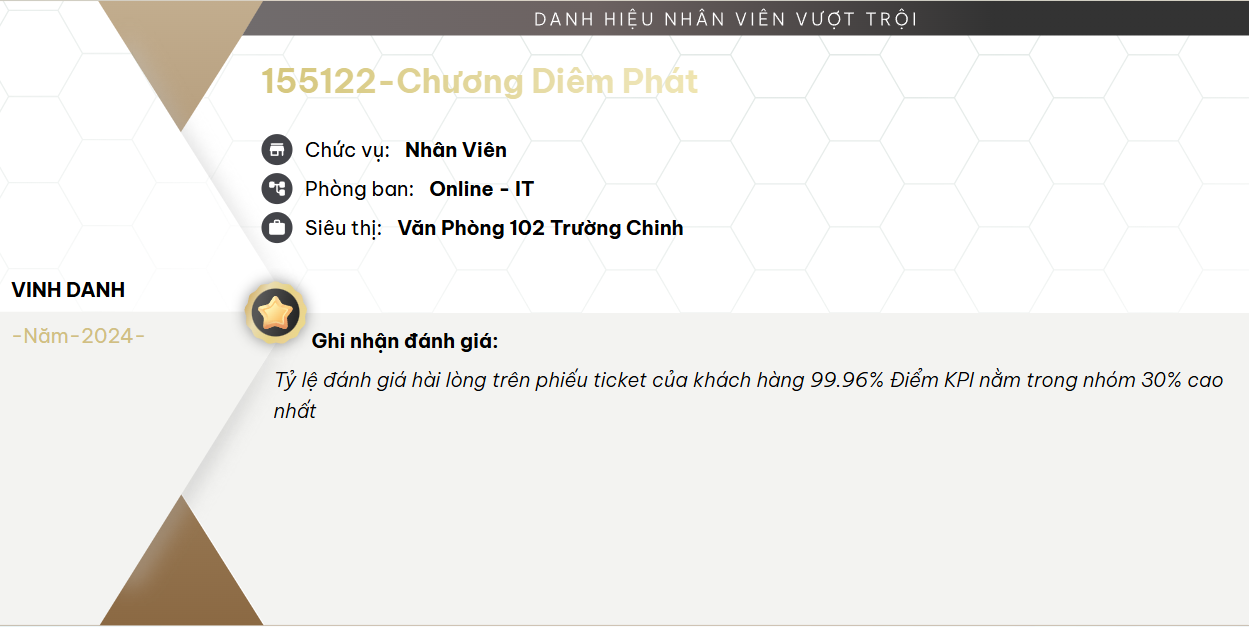 DANH HIỆU NHÂN VIÊN VƯỢT TRỘI
155122-Chương Diêm Phát
Chức vụ: Nhân Viên
Phòng ban: Online - IT
Siêu thị: Văn Phòng 102 Trường Chinh
VINH DANH
-Năm-2024-
Ghi nhận đánh giá:
Tỷ lệ đánh giá hài lòng trên phiếu ticket của khách hàng 99.96% Điểm KPI nằm trong nhóm 30% cao
nhất